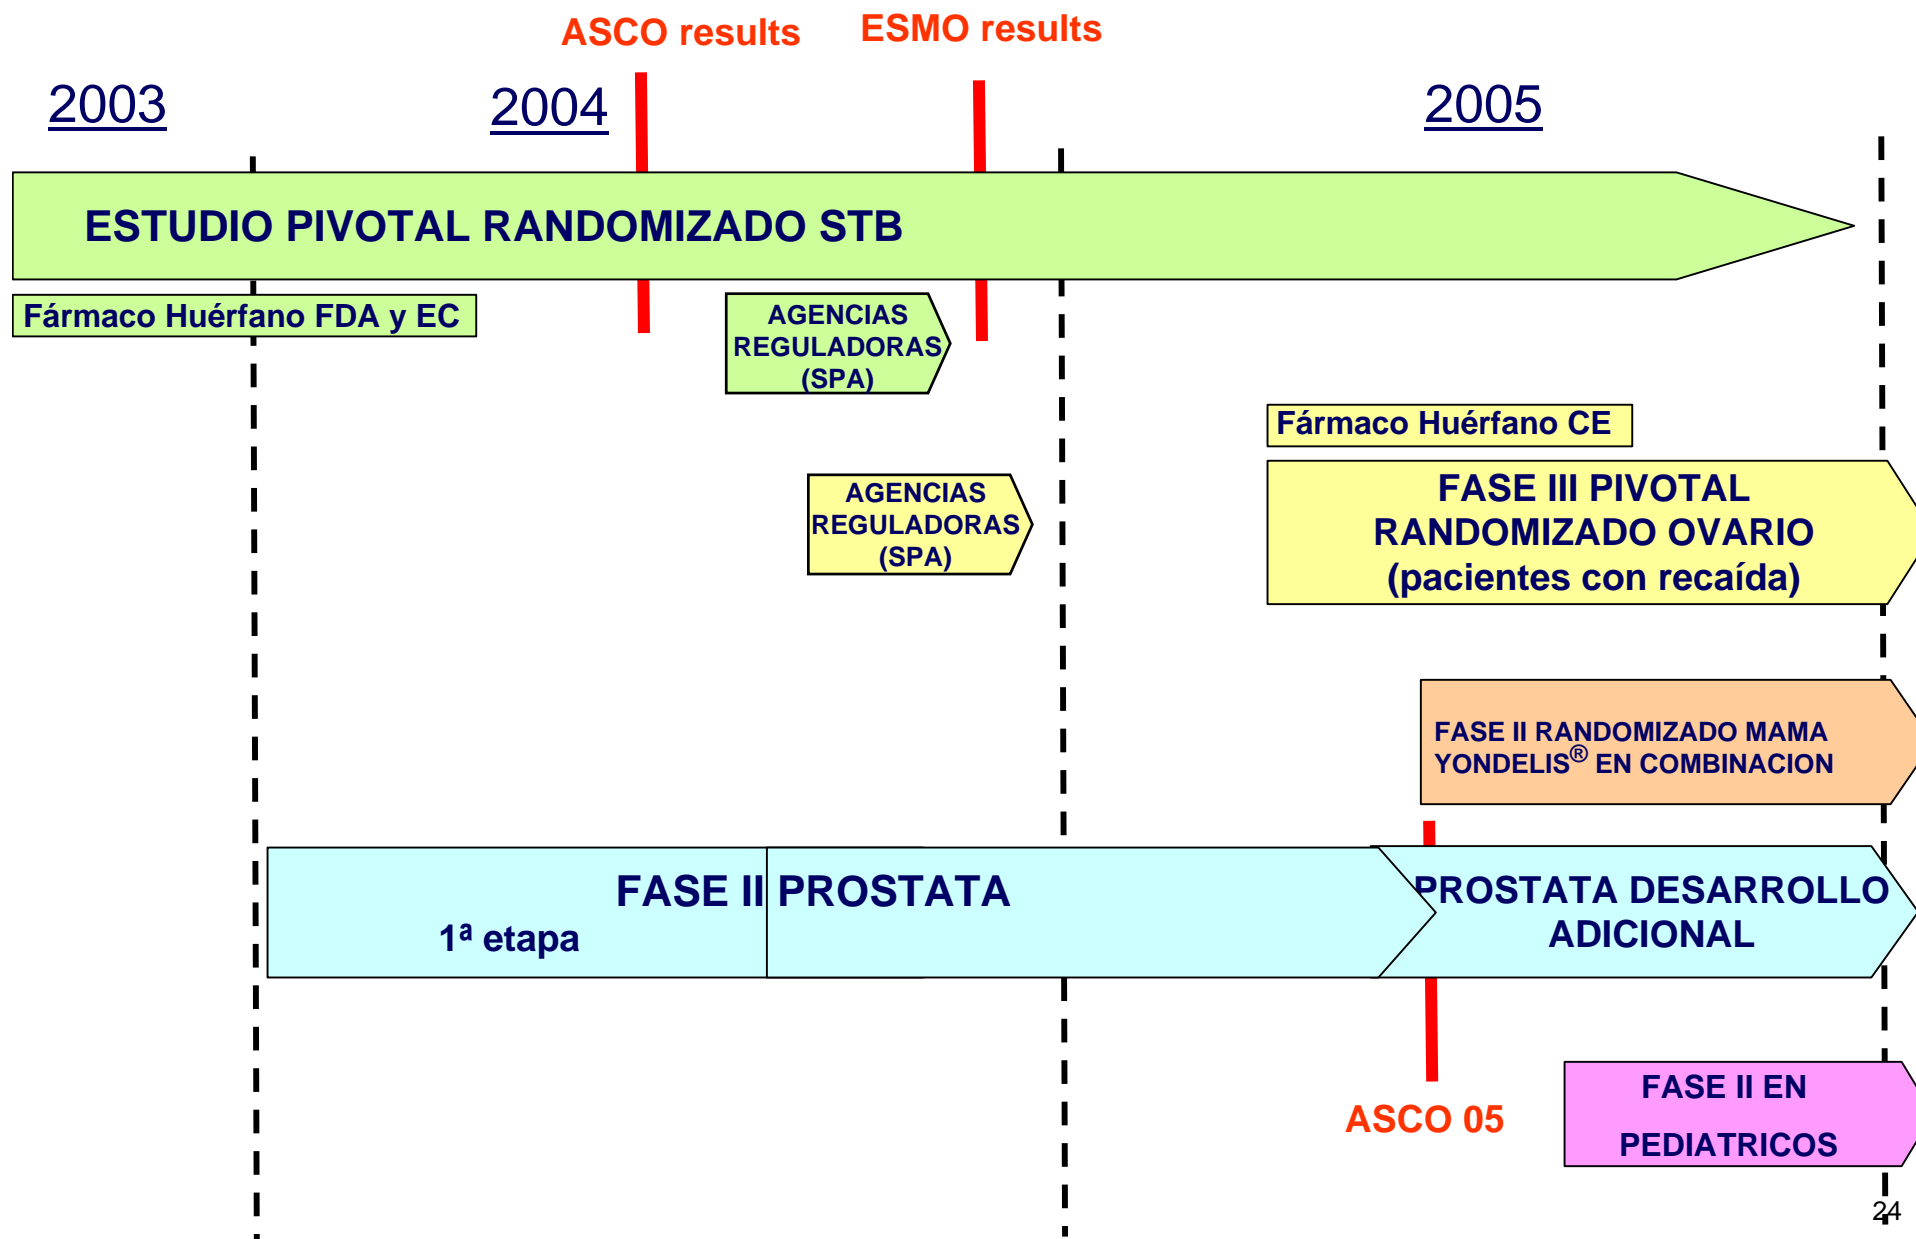 ASCO results
ESMO results
2003
2004
2005
ESTUDIO PIVOTAL RANDOMIZADO STB
Fármaco Huérfano FDA y EC
AGENCIAS
REGULADORAS
(SPA)
Fármaco Huérfano CE
AGENCIAS
REGULADORAS
(SPA)
FASE III PIVOTAL
RANDOMIZADO OVARIO
(pacientes con recaída)
FASE II RANDOMIZADO MAMA
YONDELIS® EN COMBINACION
FASE II PROSTATA
1ª etapa
PROSTATA DESARROLLO
ADICIONAL
ASCO 05
FASE II EN
PEDIATRICOS
24